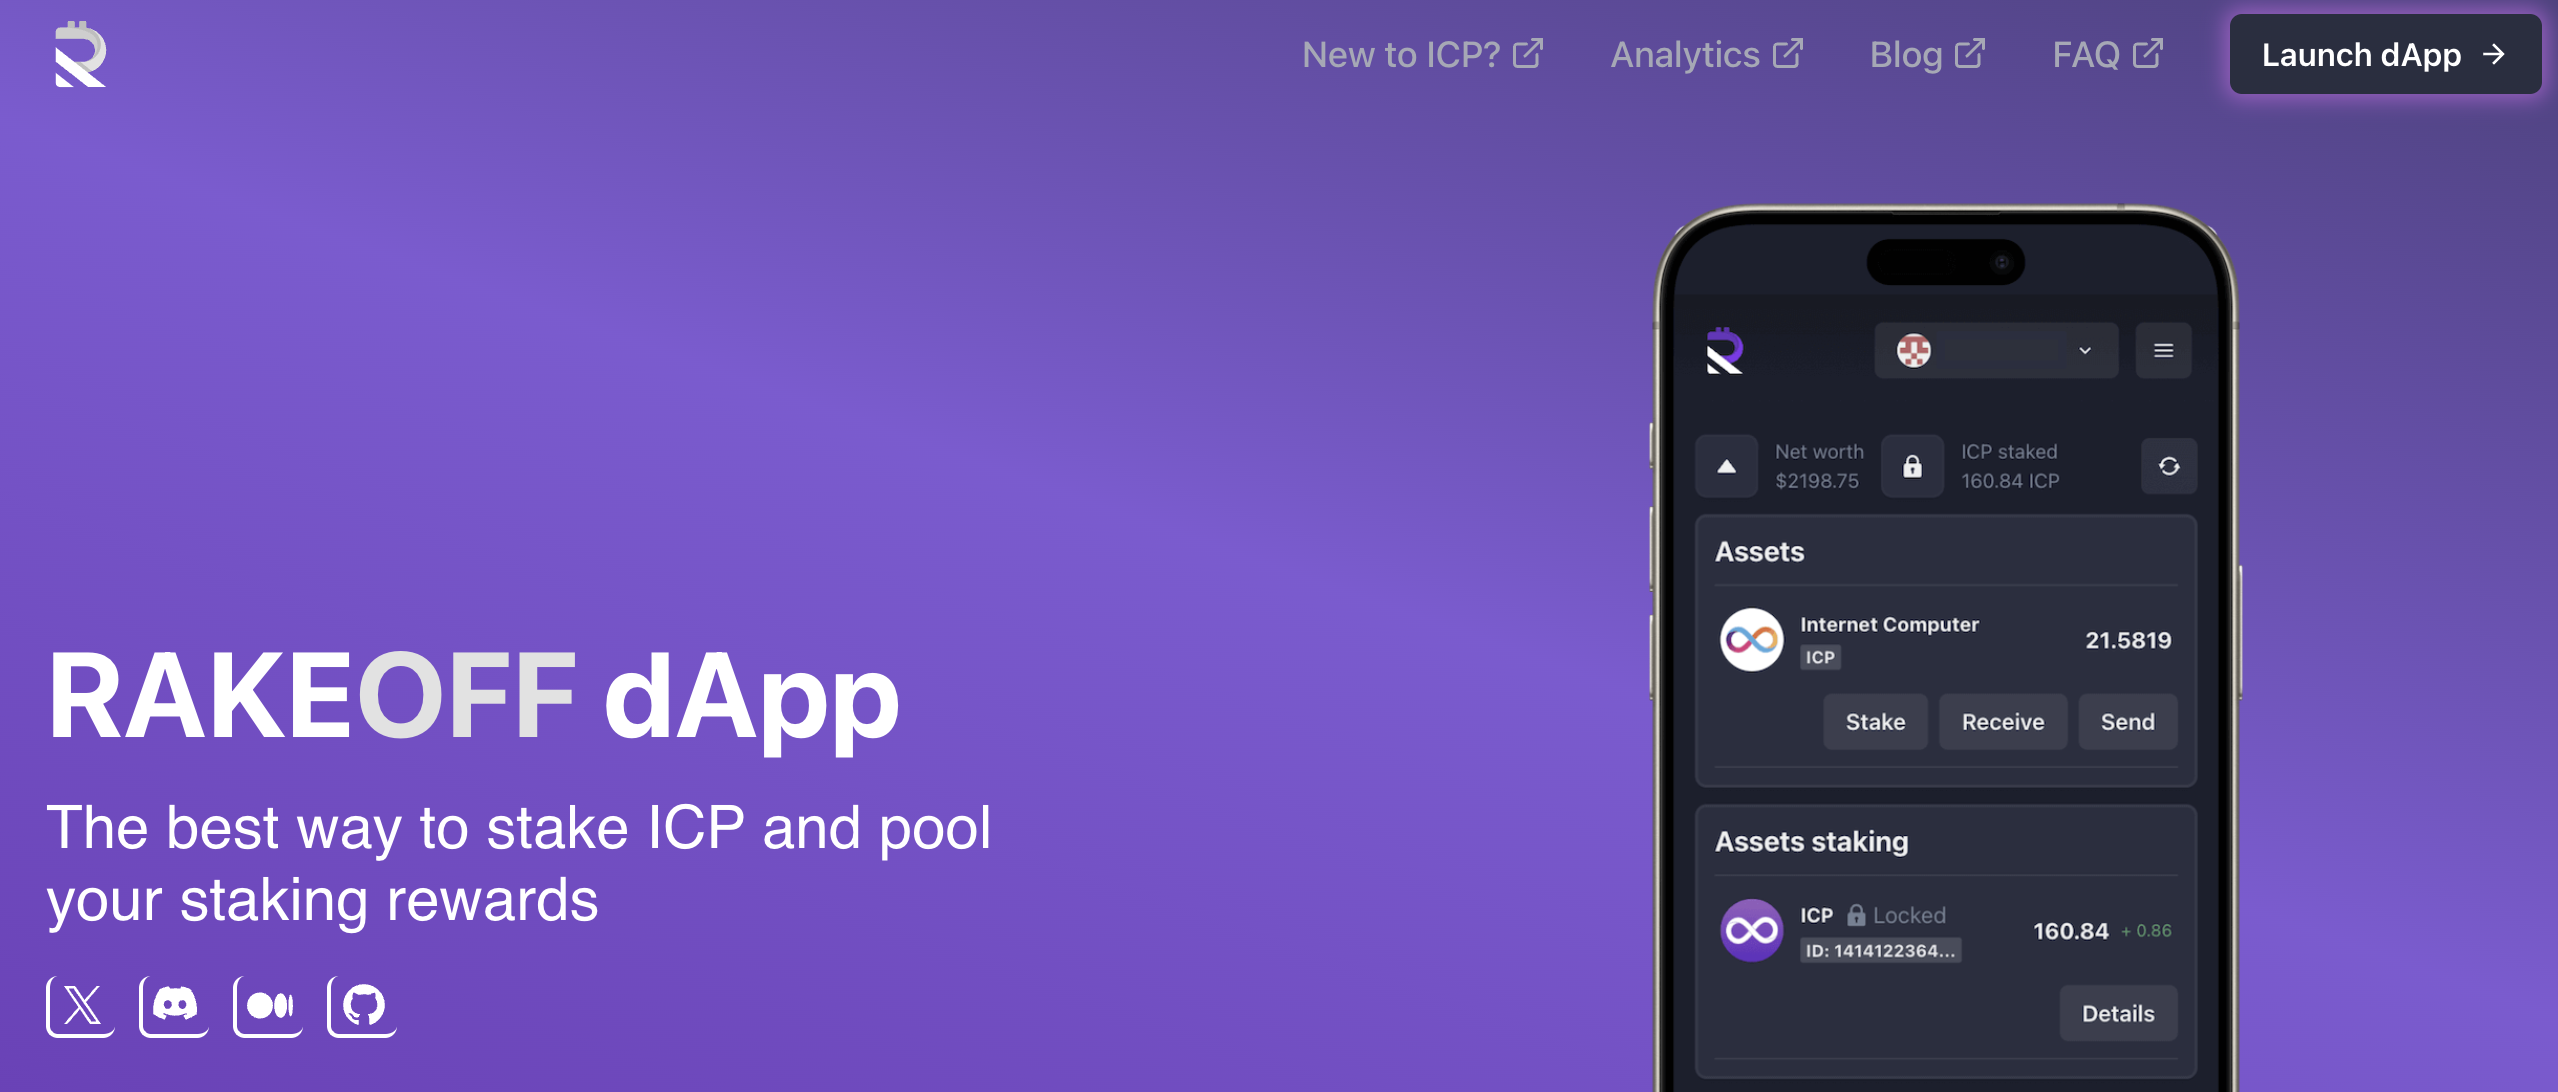 New to ICP? Analytics Blog FAQ Launch dApp
RAKEOFF dApp
The best way to stake ICP and pool
your staking rewards
Net worth
$2198.75
ICP staked
160.84 ICP
Assets
Internet Computer
ICP
21.5819
Stake Receive Send
Assets staking
ICP Locked
ID: 1414122364...
160.84 + 0.86
Details